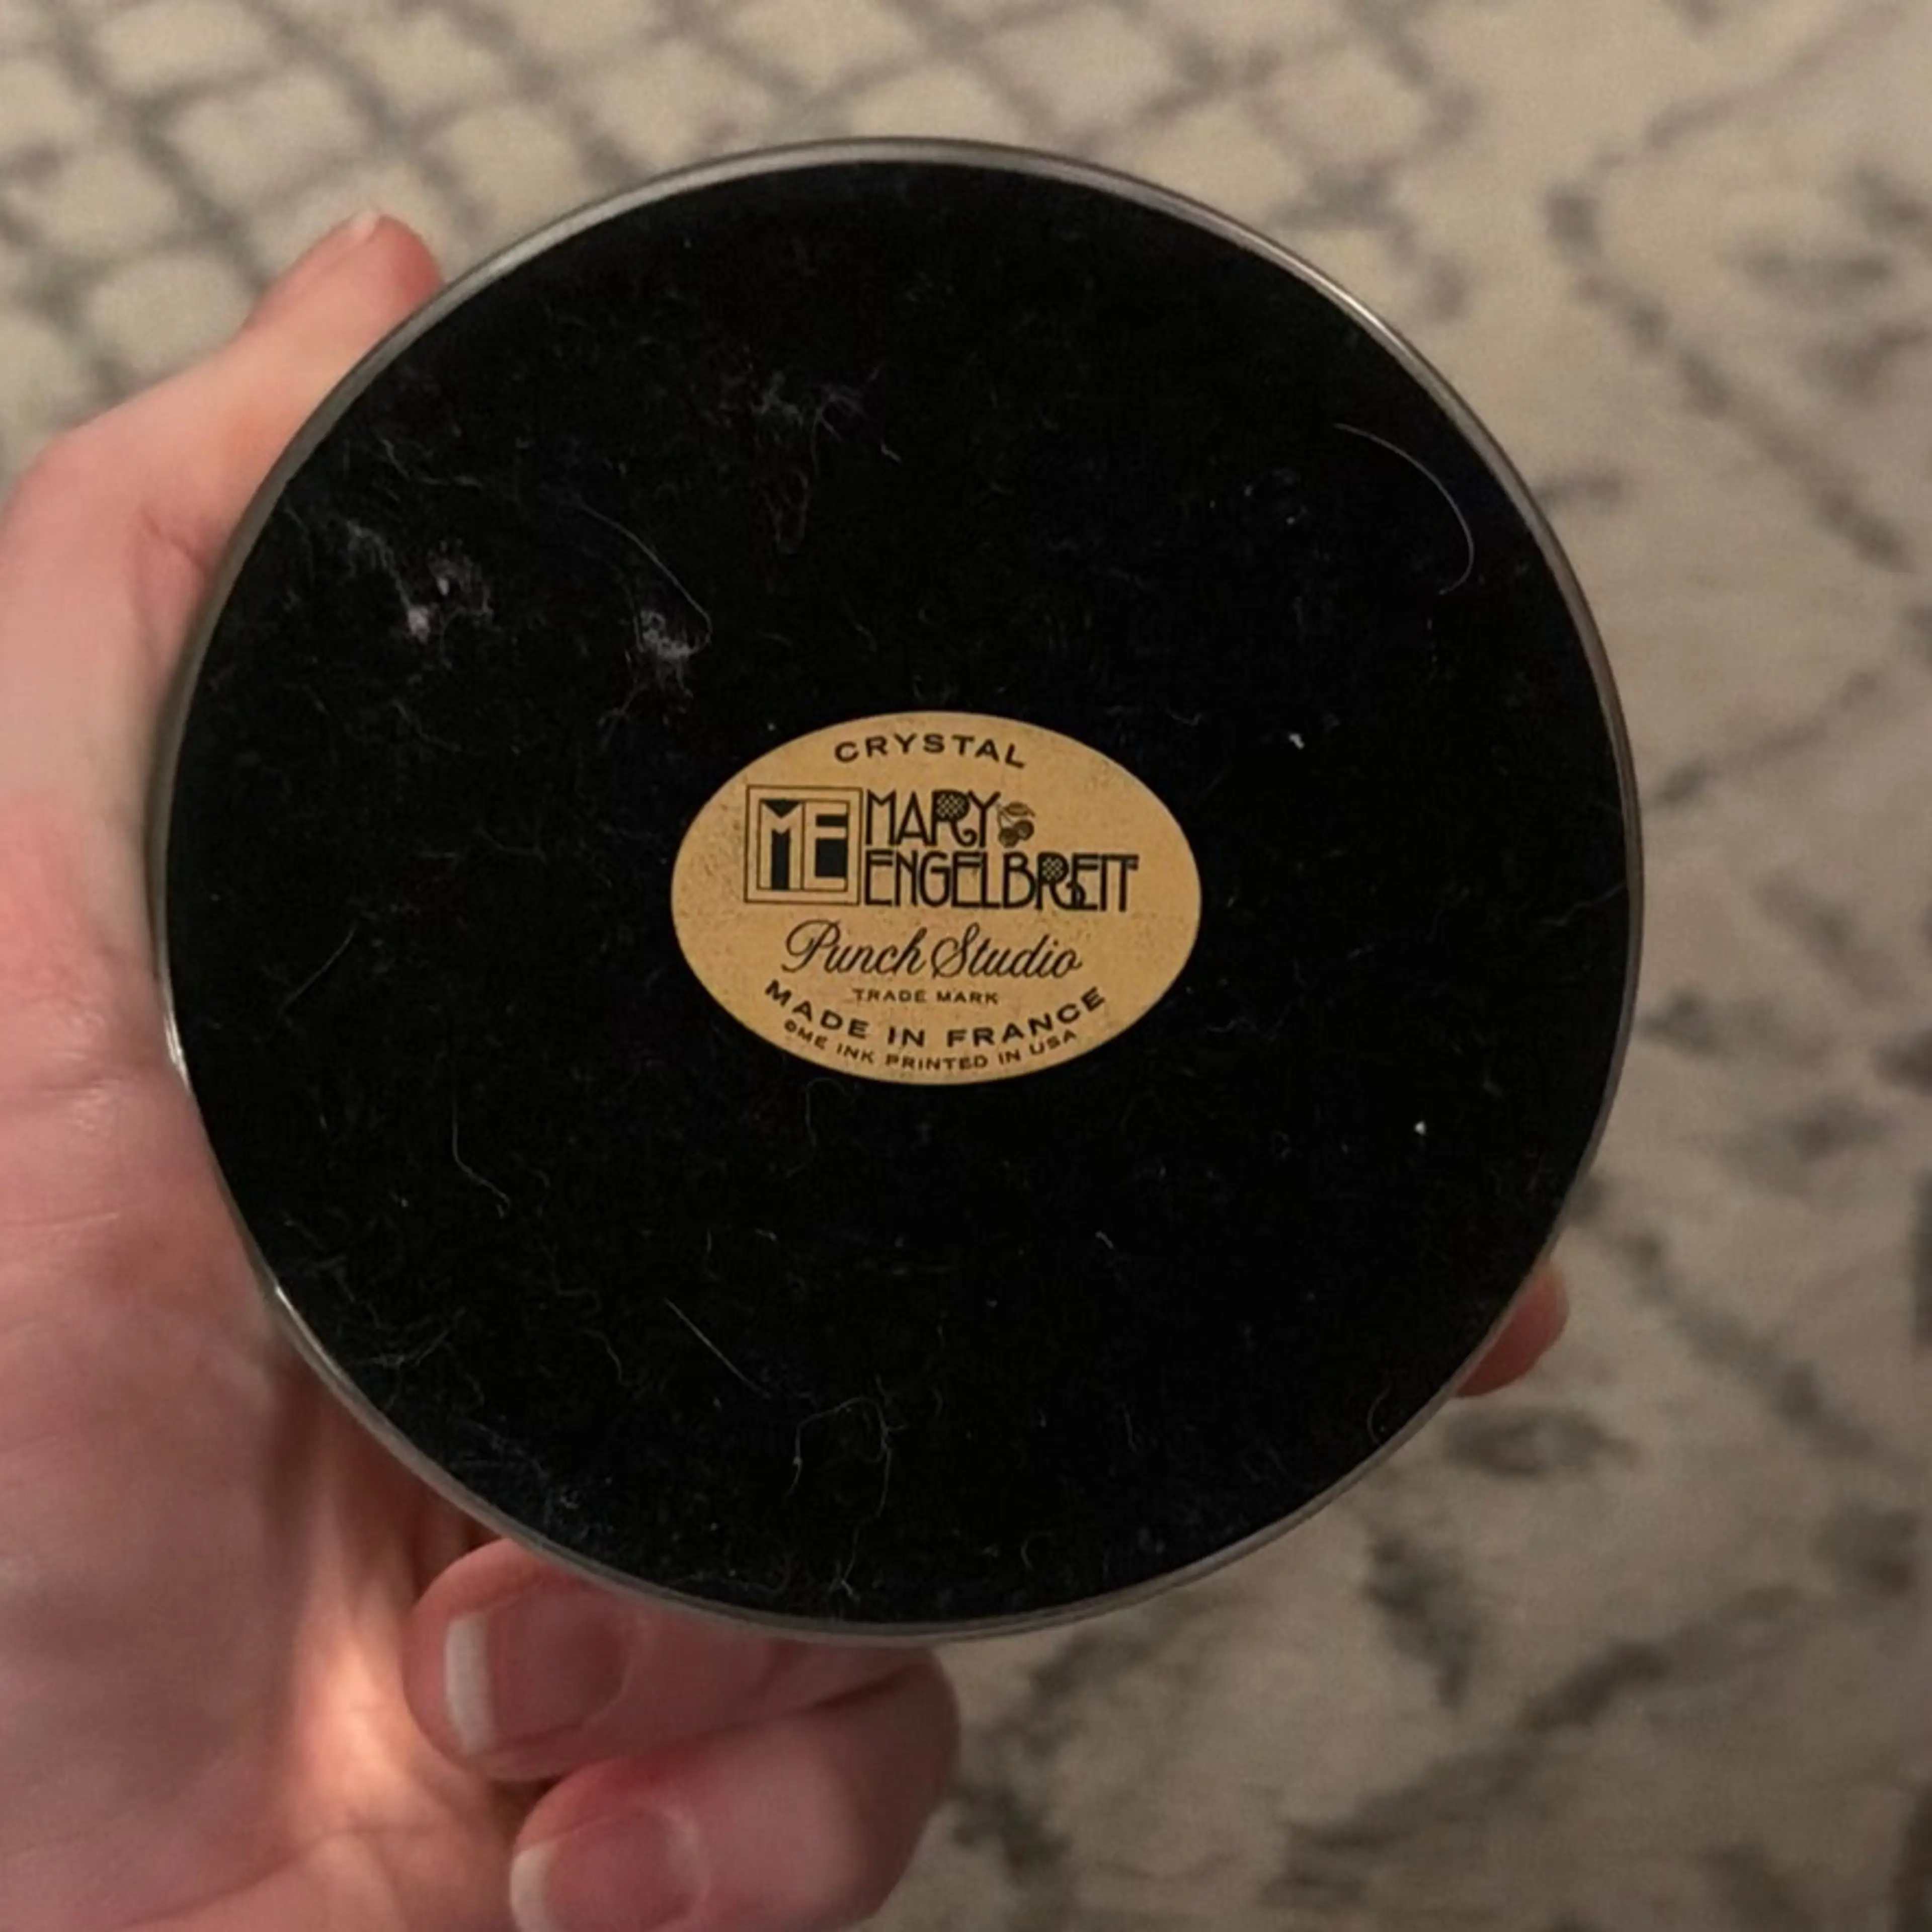 CRYSTAL
ME
MARY
ENGELBREIT
Punch Studio
TRADE MARK
MADE IN FRANCE
©ME INK PRINTED IN USA